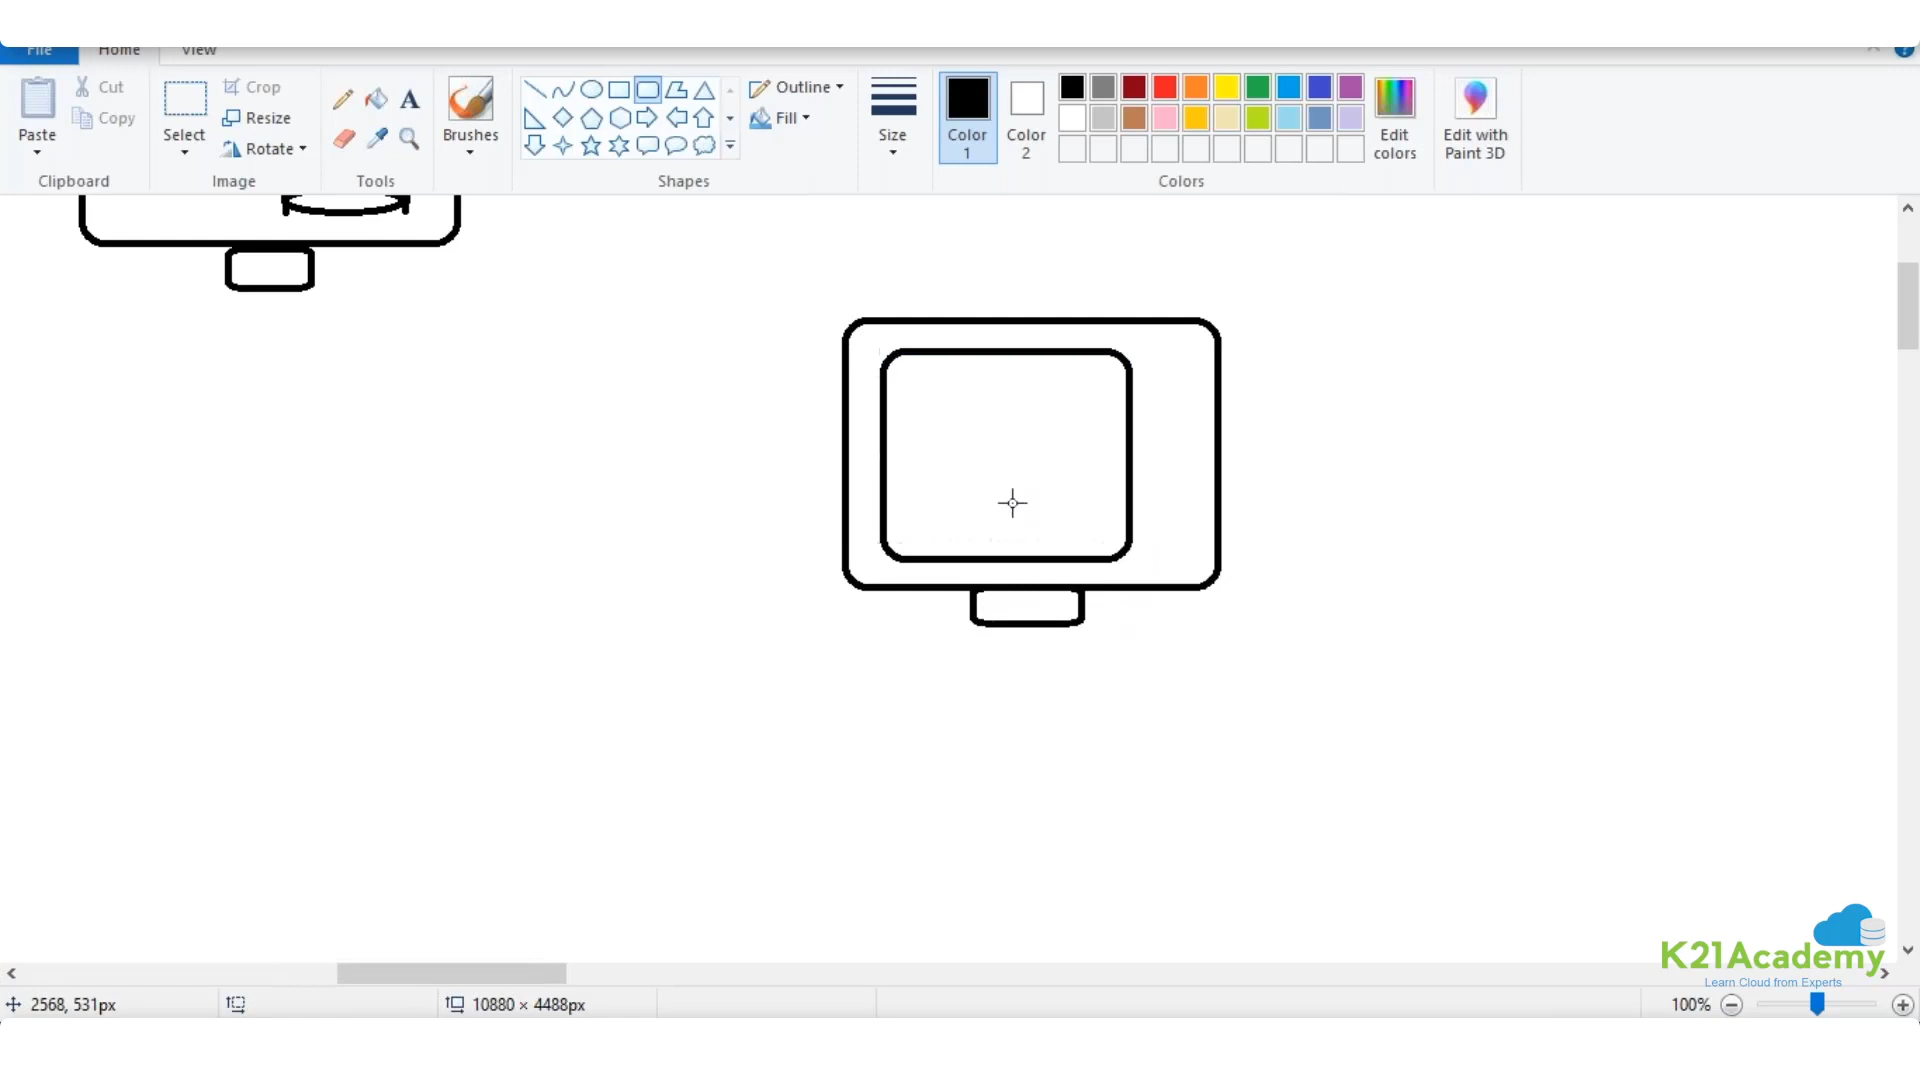 File Home View
Cut
Copy
Paste
Clipboard
Crop
Resize
Rotate
Select
Image
A
Tools
Brushes
Outline
Fill
Shapes
Size
Color
1
Color
2
Edit
colors
Colors
Edit with
Paint 3D
K21Academy
Learn Cloud from Experts
2568, 531px
10880 × 4488px
100%